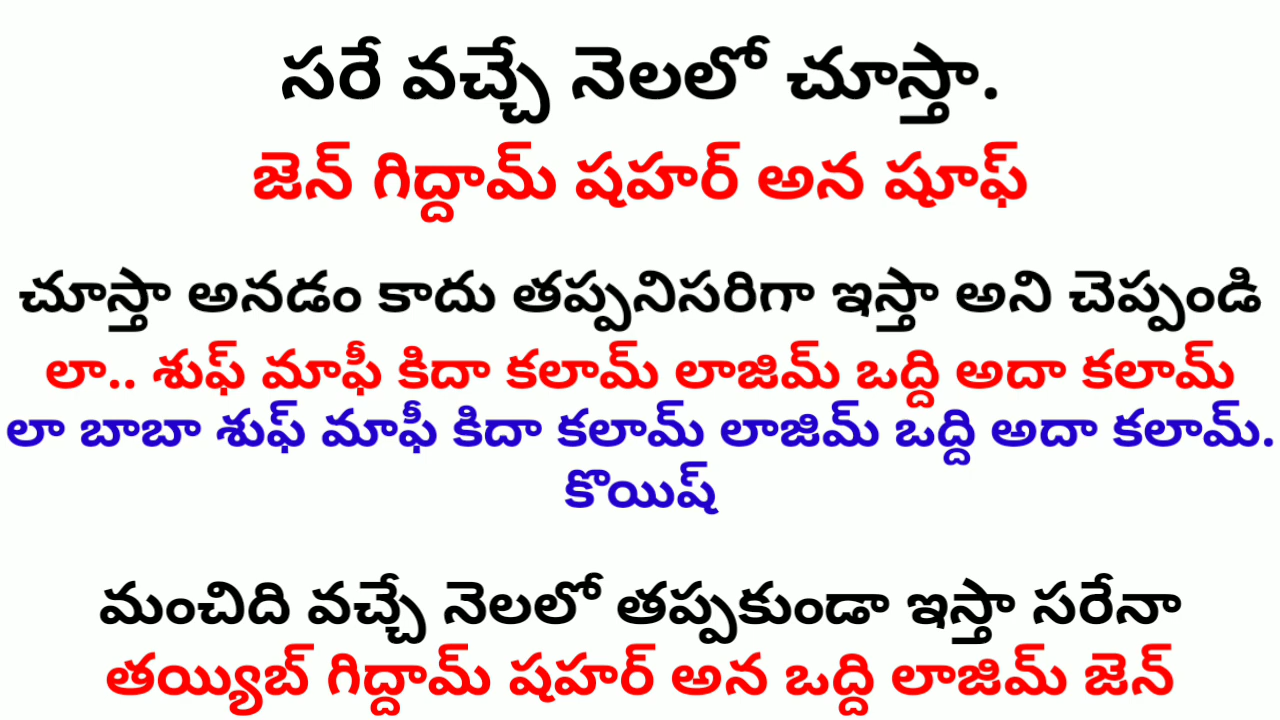 సరే వచ్చే నెలలో చూస్తా.
జెన్ గిద్దామ్ షహర్ అన షూఫ్
చూస్తా అనడం కాదు తప్పనిసరిగా ఇస్తా అని చెప్పండి
లా.. శుఫ్ మాఫీ కిదా కలామ్ లాజిమ్ ఒద్ది అదా కలామ్
లా బాబా శుఫ్ మాఫీ కిదా కలామ్ లాజిమ్ ఒద్ది అదా కలామ్.
కొయిష్
మంచిది వచ్చే నెలలో తప్పకుండా ఇస్తా సరేనా
తయ్యిబ్ గిద్దామ్ షహర్ అన ఒద్ది లాజిమ్ జెన్